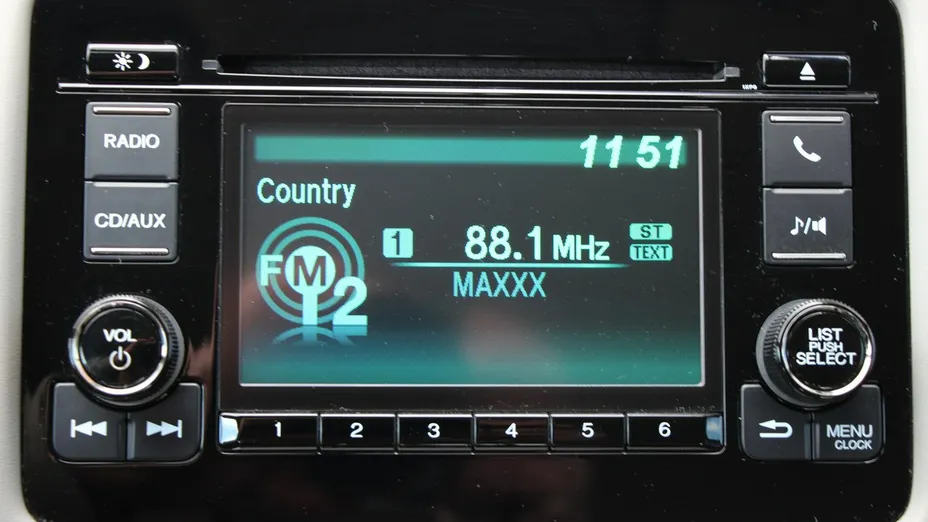 INFO
RADIO
CD/AUX
11 51
Country
FM 2
1 88.1 MHz
ST
TEXT
MAXXX
VOL
LIST
PUSH
SELECT
1 2 3 4 5 6
MENU
CLOCK